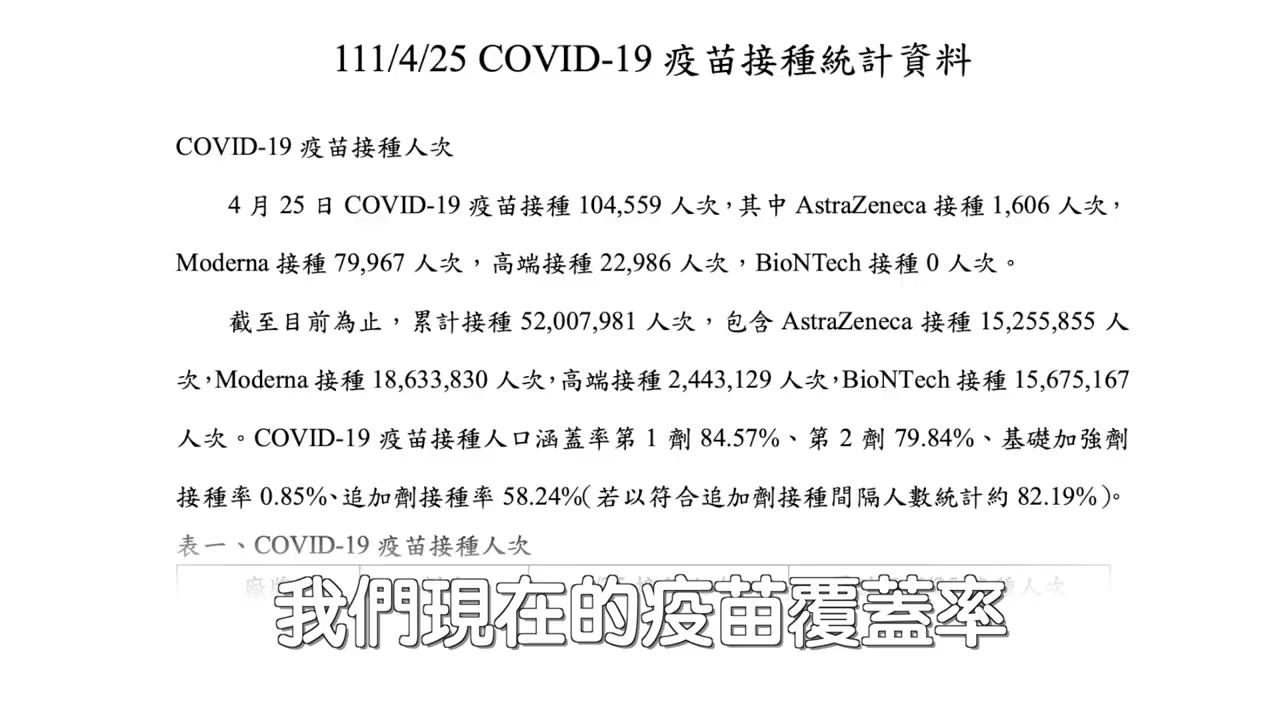 111/4/25 COVID-19 疫苗接種統計資料
COVID-19 疫苗接種人次
4 月 25 日 COVID-19 疫苗接種 104,559 人次，其中 AstraZeneca 接種 1,606 人次，
Moderna 接種 79,967 人次，高端接種 22,986 人次，BioNTech 接種 0 人次。
截至目前為止，累計接種 52,007,981 人次，包含 AstraZeneca 接種 15,255,855 人
次，Moderna 接種 18,633,830 人次，高端接種 2,443,129 人次，BioNTech 接種 15,675,167
人次。COVID-19 疫苗接種人口涵蓋率第 1 劑 84.57%、第 2 劑 79.84%、基礎加強劑
接種率 0.85%、追加劑接種率 58.24%(若以符合追加劑接種間隔人數統計約 82.19%)。
表一、COVID-19 疫苗接種人次
我們現在的疫苗覆蓋率